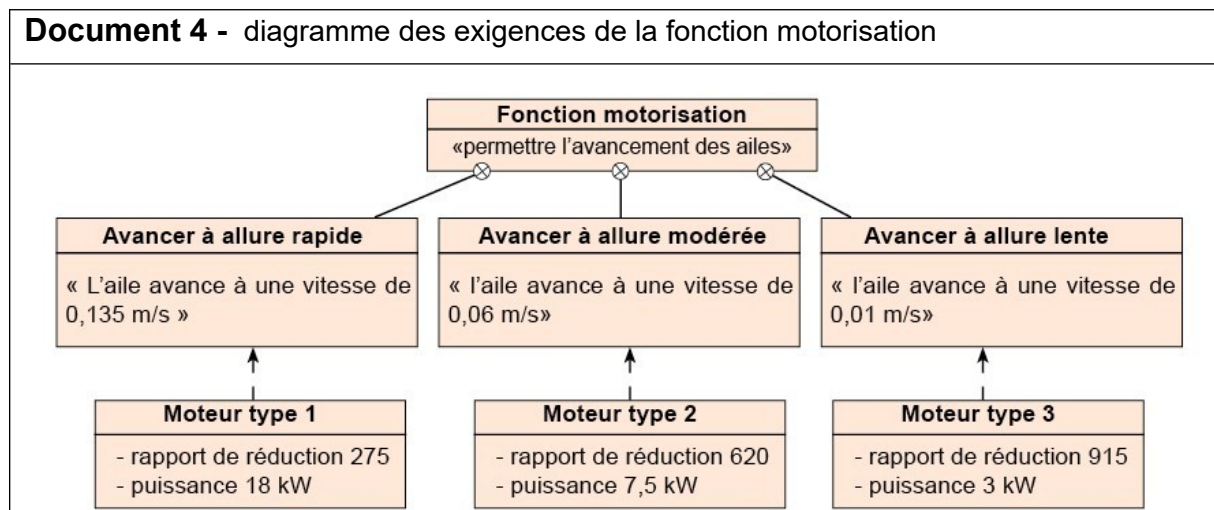 Document 4 - diagramme des exigences de la fonction motorisation
Fonction motorisation
«permettre l’avancement des ailes»
Avancer à allure rapide
« L’aile avance à une vitesse de
0,135 m/s »
Avancer à allure modérée
« l’aile avance à une vitesse de
0,06 m/s»
Avancer à allure lente
« l’aile avance à une vitesse de
0,01 m/s»
Moteur type 1
- rapport de réduction 275
- puissance 18 kW
Moteur type 2
- rapport de réduction 620
- puissance 7,5 kW
Moteur type 3
- rapport de réduction 915
- puissance 3 kW